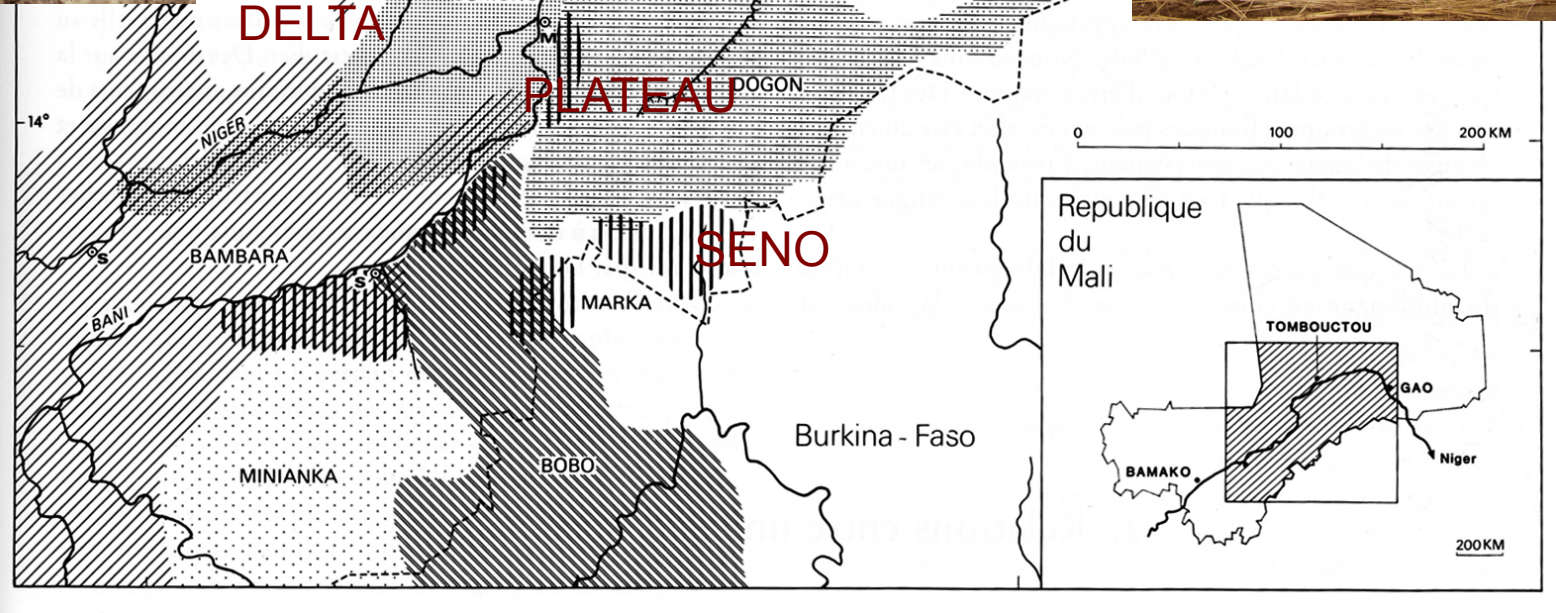 DELTA
M
PLATEAU
DOGON
14°
NIGER
0 100 200 KM
Republique
du
Mali
S
BAMBARA
SENO
S
BANI
MARKA
TOMBOUCTOU
GAO
Burkina - Faso
MINIANKA
BOBO
BAMAKO
Niger
200 KM